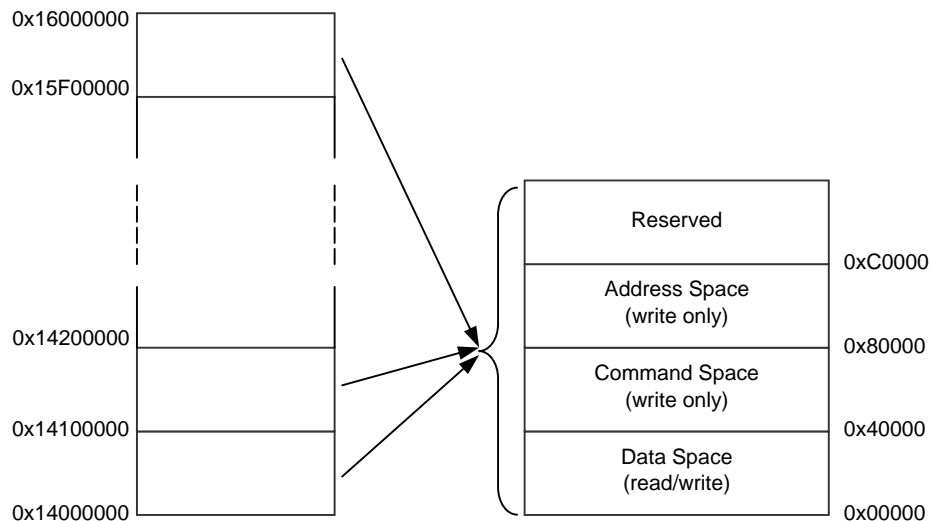 0x16000000
0x15F00000
0x14200000
0x14100000
0x14000000
Reserved
0xC0000
Address Space
(write only)
0x80000
Command Space
(write only)
0x40000
Data Space
(read/write)
0x00000